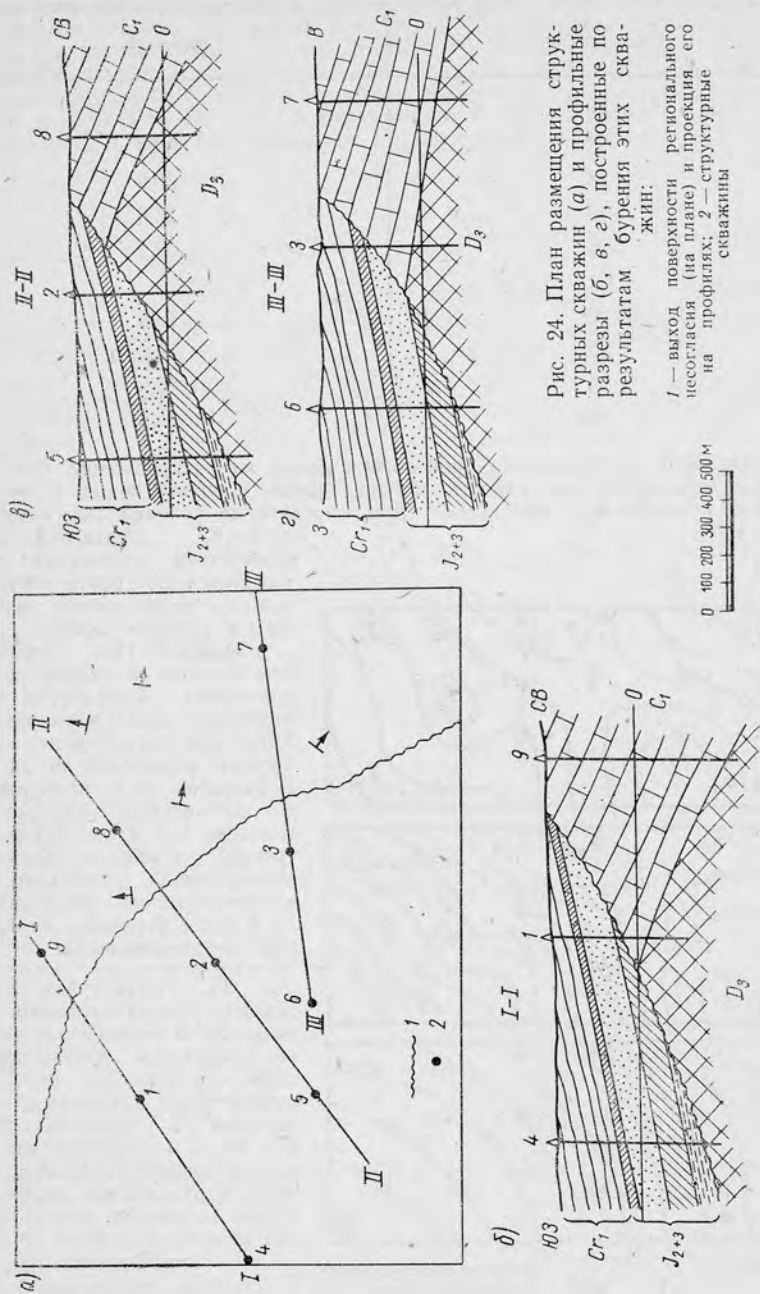 а)
I
II
9
8
1
2
III
7
3
5
4
I
6
III
II
1
2
в)
II-II
ЮЗ
5
2
8
СВ
Cr₁
C₁
0
J₂₊₃
D₃
г)
III-III
З
6
3
7
В
Cr₁
C₁
0
J₂₊₃
D₃
б)
I-I
ЮЗ
4
1
9
СВ
Cr₁
0
C₁
J₂₊₃
D₃
0 100 200 300 400 500 м
Рис. 24. План размещения струк-
турных скважин (а) и профильные
разрезы (б, в, г), построенные по
результатам бурения этих сква-
жин:
1 — выход поверхности регионального
несогласия (на плане) и проекция его
на профилях; 2 — структурные
скважины